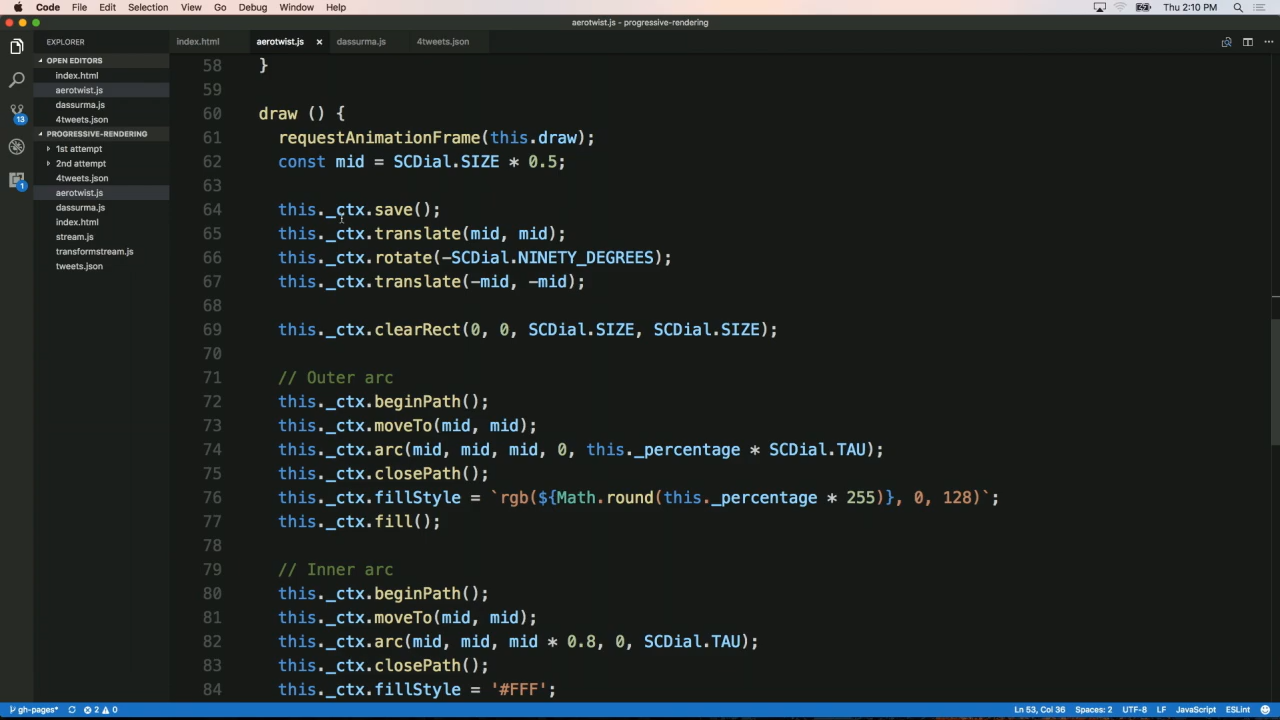 Code File Edit Selection View Go Debug Window Help Thu 2:10 PM
aerotwist.js - progressive-rendering
EXPLORER
index.html aerotwist.js × dassurma.js 4tweets.json
OPEN EDITORS
index.html
aerotwist.js
dassurma.js
4tweets.json
13
PROGRESSIVE-RENDERING
1st attempt
2nd attempt
4tweets.json
1
aerotwist.js
dassurma.js
index.html
stream.js
transformstream.js
tweets.json
58 }
59
60 draw () {
61 requestAnimationFrame(this.draw);
62 const mid = SCDial.SIZE * 0.5;
63
64 this._ctx.save();
65 this._ctx.translate(mid, mid);
66 this._ctx.rotate(-SCDial.NINETY_DEGREES);
67 this._ctx.translate(-mid, -mid);
68
69 this._ctx.clearRect(0, 0, SCDial.SIZE, SCDial.SIZE);
70
71 // Outer arc
72 this._ctx.beginPath();
73 this._ctx.moveTo(mid, mid);
74 this._ctx.arc(mid, mid, mid, 0, this._percentage * SCDial.TAU);
75 this._ctx.closePath();
76 this._ctx.fillStyle = `rgb(${Math.round(this._percentage * 255)}, 0, 128)`;
77 this._ctx.fill();
78
79 // Inner arc
80 this._ctx.beginPath();
81 this._ctx.moveTo(mid, mid);
82 this._ctx.arc(mid, mid, mid * 0.8, 0, SCDial.TAU);
83 this._ctx.closePath();
84 this._ctx.fillStyle = '#FFF';
gh-pages* 2 0 Ln 53, Col 36 Spaces: 2 UTF-8 LF JavaScript ESLint